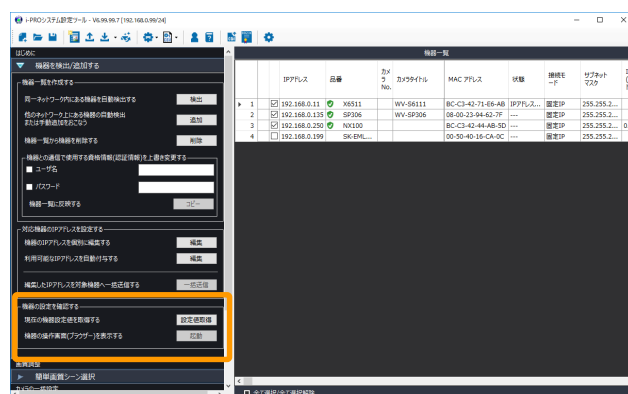 i-PROシステム設定ツール - V6.99.99.7 [192.168.0.99/24]
はじめに
機器を検出/追加する
機器一覧を作成する
同一ネットワーク内にある機器を自動検出する
検出
他のネットワーク上にある機器の自動検出
または手動追加をおこなう
追加
機器一覧から機器を削除する
削除
機器との通信で使用する資格情報(認証情報)を上書き変更する
ユーザ名
パスワード
機器一覧に反映する
コピー
対応機器のIPアドレスを設定する
機器のIPアドレスを個別に編集する
編集
利用可能なIPアドレスを自動付与する
編集
編集したIPアドレスを対象機器へ一括送信する
一括送信
機器の設定を確認する
現在の機器設定値を取得する
設定値取得
機器の操作画面(ブラウザー)を表示する
起動
画質調整
簡単画質シーン選択
カメラの一括設定
機器一覧
IPアドレス 品番 カメラNo. カメラタイトル MAC アドレス 状態 接続モード サブネットマスク
1 192.168.0.11 X6511 WV-S6111 BC-C3-42-71-E6-AB IPアドレス... 固定IP 255.255.2...
2 192.168.0.135 SP306 WV-SP306 08-00-23-94-62-7F --- 固定IP 255.255.2...
3 192.168.0.250 NX100 BC-C3-42-44-AB-5D --- 固定IP 255.255.2...
4 192.168.0.199 SK-EML... 00-50-40-16-CA-0C --- 固定IP 255.255.2...
全て選択/全て選択解除